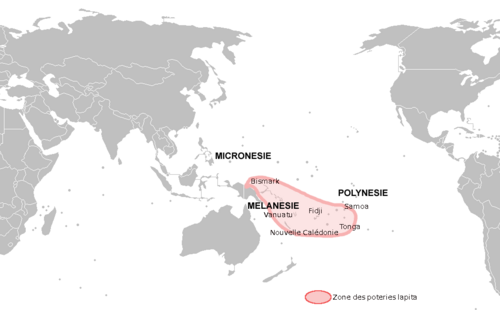 MICRONESIE
Bismark
POLYNESIE
MELANESIE
Samoa
Vanuatu
Fidji
Tonga
Nouvelle Calédonie
Zone des poteries lapita